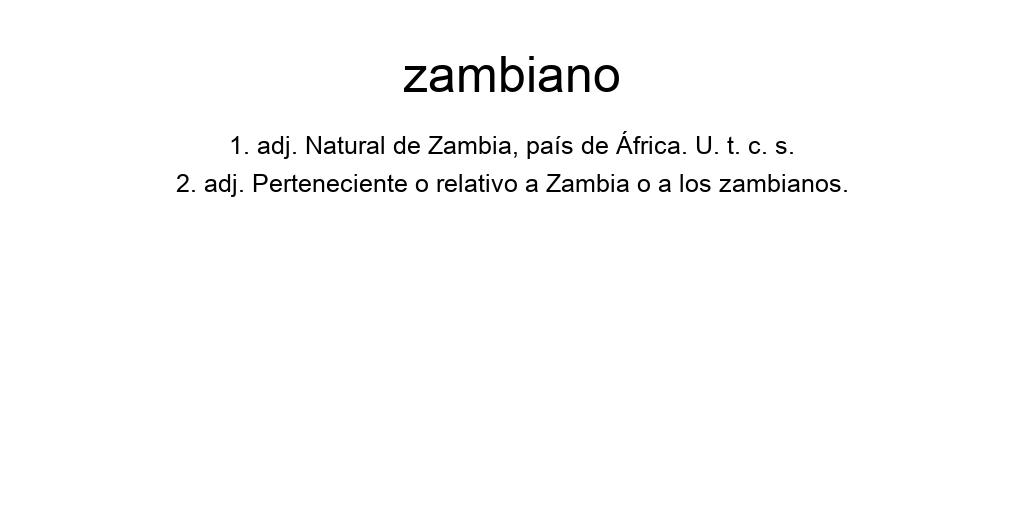 zambiano
1. adj. Natural de Zambia, país de África. U. t. c. s.
2. adj. Perteneciente o relativo a Zambia o a los zambianos.